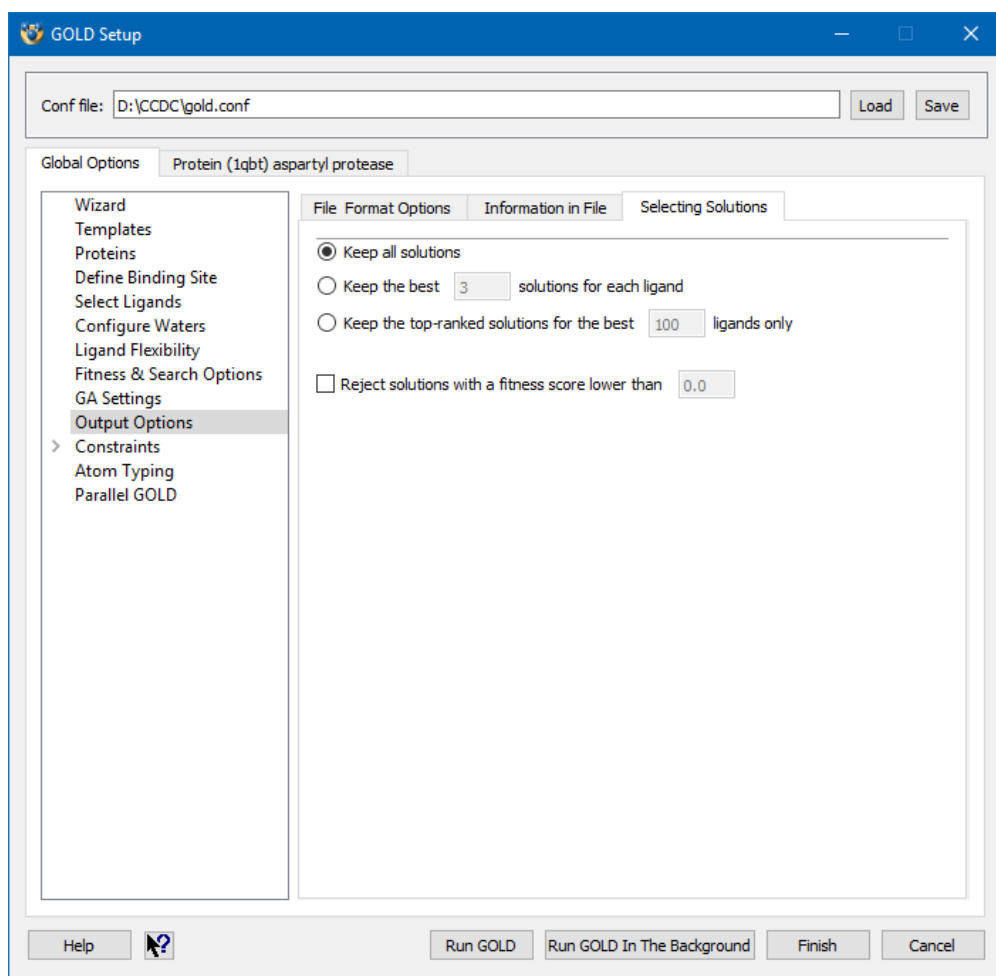 GOLD Setup
Conf file: D:\CCDC\gold.conf Load Save
Global Options Protein (1qbt) aspartyl protease
Wizard
Templates
Proteins
Define Binding Site
Select Ligands
Configure Waters
Ligand Flexibility
Fitness & Search Options
GA Settings
Output Options
Constraints
Atom Typing
Parallel GOLD
File Format Options Information in File Selecting Solutions
Keep all solutions
Keep the best 3 solutions for each ligand
Keep the top-ranked solutions for the best 100 ligands only
Reject solutions with a fitness score lower than 0.0
Help ? Run GOLD Run GOLD In The Background Finish Cancel